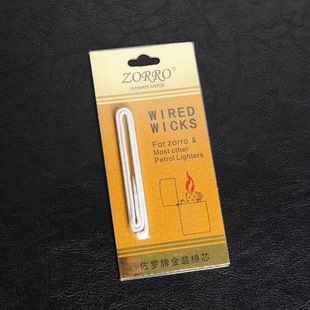 ZORRO®
ULTIMATE JUSTICE
WIRED
WICKS
For zorro &
Most other
Petrol Lighters
佐罗牌金装棉芯